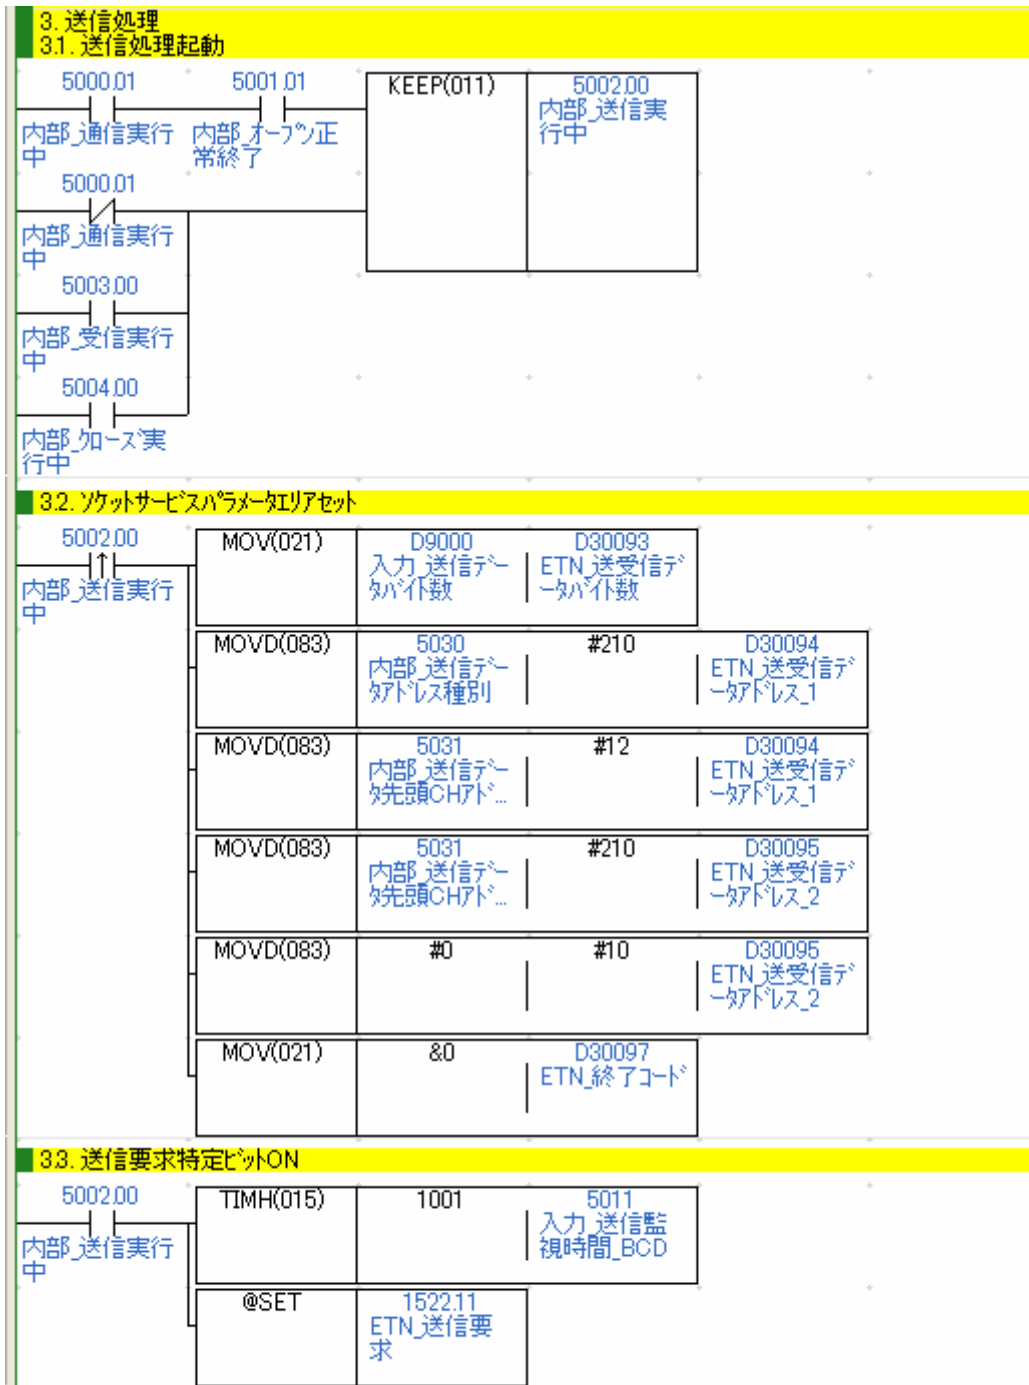 3. 送信処理
3.1. 送信処理起動
5000.01
5001.01
KEEP(011)
5002.00
内部_送信実
行中
内部_通信実行
中
内部_ｵｰﾌﾟﾝ正
常終了
5000.01
内部_通信実行
中
5003.00
内部_受信実行
中
5004.00
内部_ｸﾛｰｽﾞ実
行中
3.2. ｿｹｯﾄサービスﾊﾟﾗﾒｰﾀｴﾘｱｾｯﾄ
5002.00
内部_送信実行
中
MOV(021)
D9000
入力_送信ﾃﾞｰ
ﾀﾊﾞｲﾄ数
D30093
ETN_送受信ﾃﾞ
ｰﾀﾊﾞｲﾄ数
MOVD(083)
5030
内部_送信ﾃﾞｰ
ﾀｱﾄﾞﾚｽ種別
#210
D30094
ETN_送受信ﾃﾞ
ｰﾀｱﾄﾞﾚｽ_1
MOVD(083)
5031
内部_送信ﾃﾞｰ
ﾀ先頭CHｱﾄﾞ...
#12
D30094
ETN_送受信ﾃﾞ
ｰﾀｱﾄﾞﾚｽ_1
MOVD(083)
5031
内部_送信ﾃﾞｰ
ﾀ先頭CHｱﾄﾞ...
#210
D30095
ETN_送受信ﾃﾞ
ｰﾀｱﾄﾞﾚｽ_2
MOVD(083)
#0
#10
D30095
ETN_送受信ﾃﾞ
ｰﾀｱﾄﾞﾚｽ_2
MOV(021)
&0
D30097
ETN_終了ｺｰﾄﾞ
3.3. 送信要求特定ﾋﾞｯﾄON
5002.00
内部_送信実行
中
TIMH(015)
1001
5011
入力_送信監
視時間_BCD
@SET
1522.11
ETN_送信要
求